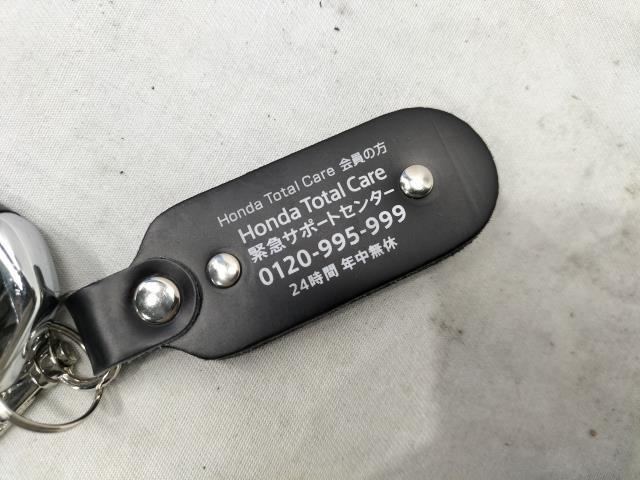 Honda Total Care 会員の方
Honda Total Care
緊急サポートセンター
0120-995-999
24時間 年中無休